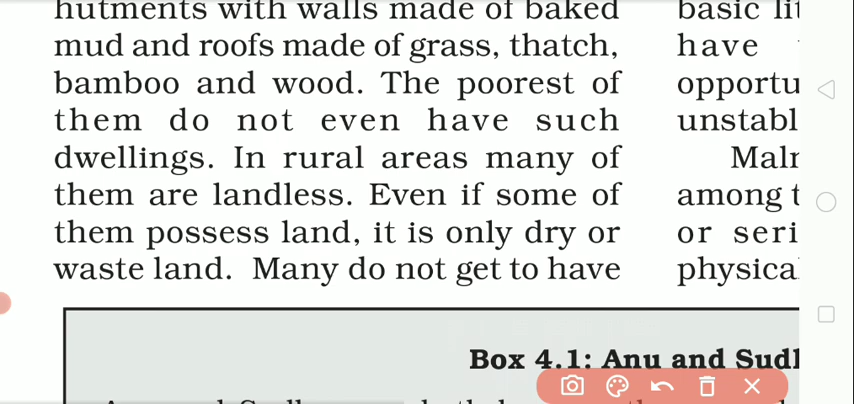 hutments with walls made of baked
mud and roofs made of grass, thatch,
bamboo and wood. The poorest of
them do not even have such
dwellings. In rural areas many of
them are landless. Even if some of
them possess land, it is only dry or
waste land. Many do not get to have
basic
have
among
or
Box 4.1: Anu and